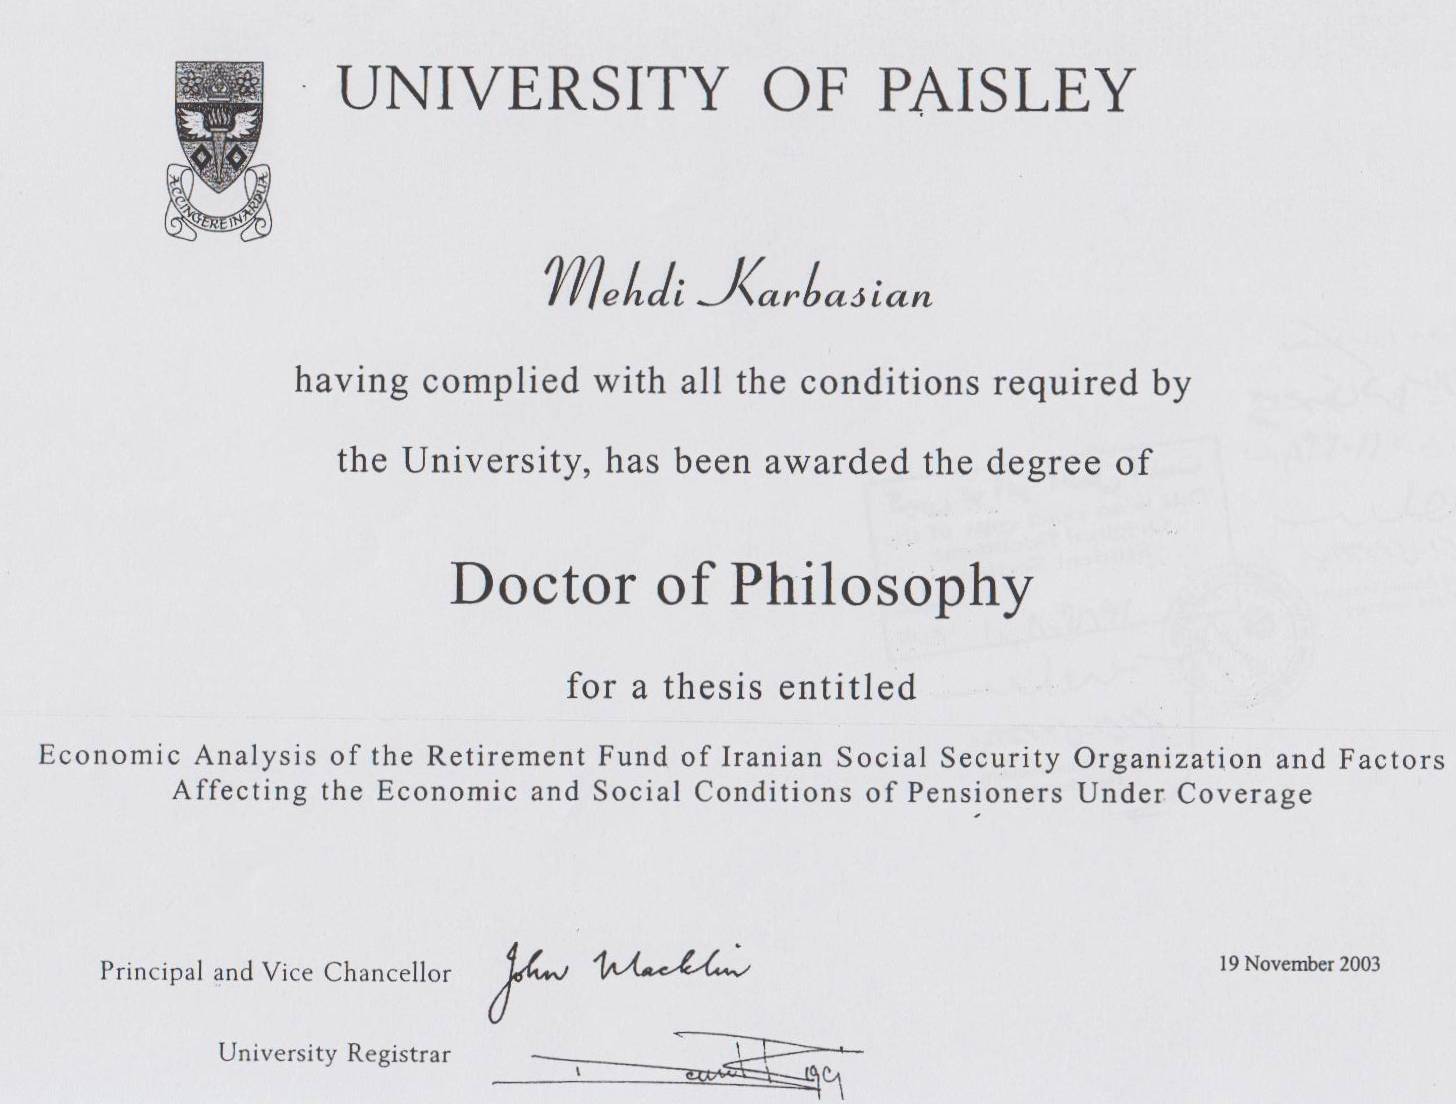 UNIVERSITY OF PAISLEY
ACCINGERE IN ARDUA
Mehdi Karbasian
having complied with all the conditions required by
the University, has been awarded the degree of
Doctor of Philosophy
for a thesis entitled
Economic Analysis of the Retirement Fund of Iranian Social Security Organization and Factors
Affecting the Economic and Social Conditions of Pensioners Under Coverage
Principal and Vice Chancellor John Macklin
19 November 2003
University Registrar